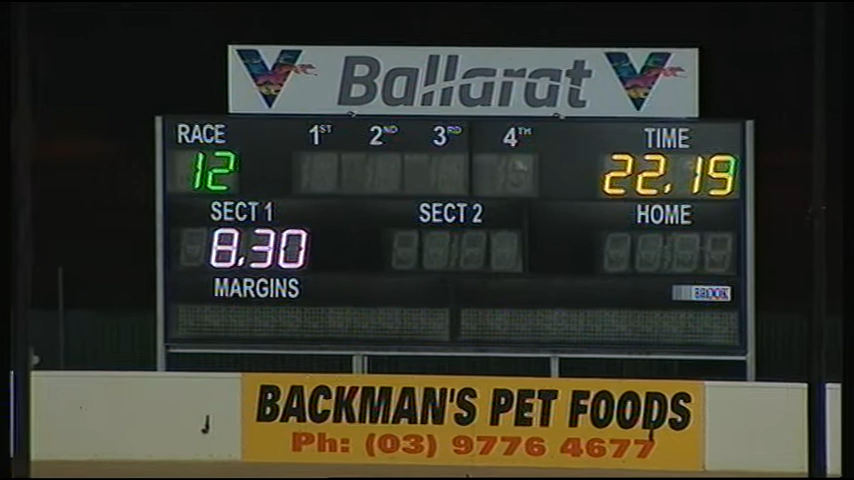 Ballarat
RACE 1ST 2ND 3RD 4TH TIME
12 22.19
SECT 1 SECT 2 HOME
8.30
MARGINS
BROOK
BACKMAN'S PET FOODS
Ph: (03) 9776 4677